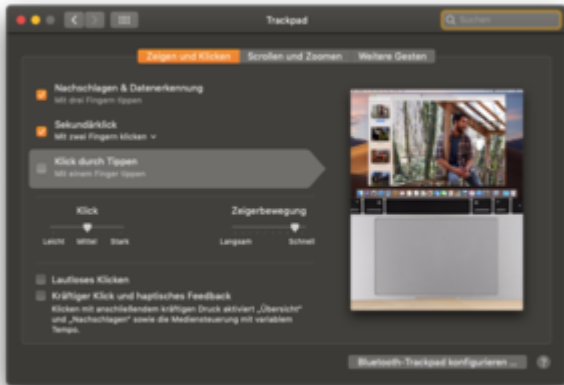 Trackpad
Suchen
Zeigen und Klicken
Scrollen und Zoomen
Weitere Gesten
Nachschlagen & Datenerkennung
Mit drei Fingern tippen
Sekundärklick
Mit zwei Fingern klicken
Klick durch Tippen
Mit einem Finger tippen
Klick
Zeigerbewegung
Leicht Mittel Stark
Langsam Schnell
Lautloses Klicken
Kräftiger Klick und haptisches Feedback
Klicken mit anschließendem kräftigen Druck aktiviert „Übersicht“
und „Nachschlagen“ sowie die Mediensteuerung mit variablem
Tempo.
Bluetooth-Trackpad konfigurieren ...
?